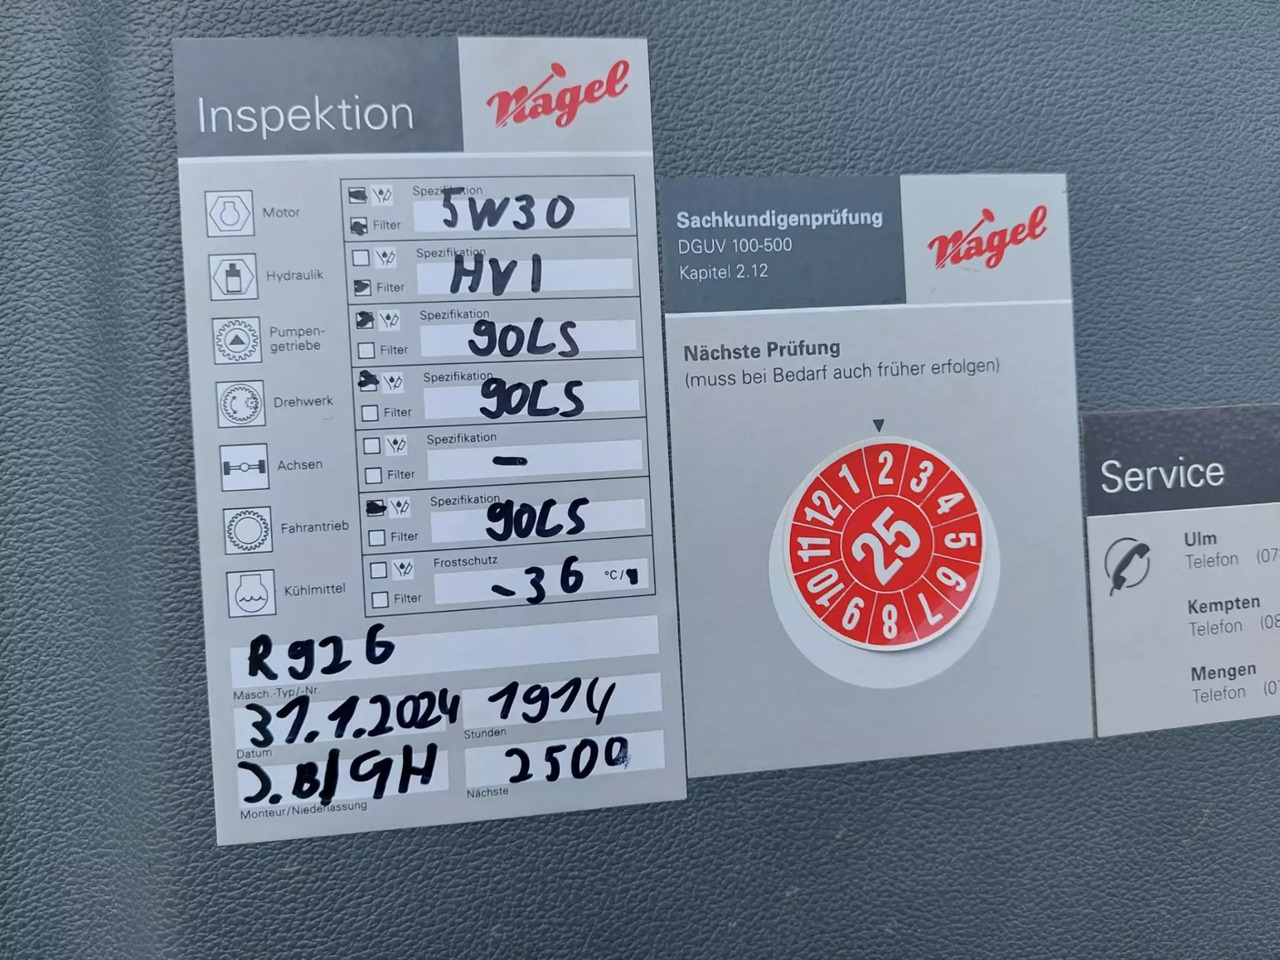 Inspektion
Nagel
Motor
Spezifikation
5W30
Filter
Hydraulik
Spezifikation
HV1
Filter
Pumpen-
getriebe
Spezifikation
90LS
Filter
Drehwerk
Spezifikation
90LS
Filter
Achsen
Spezifikation
-
Filter
Fahrantrieb
Spezifikation
90LS
Filter
Kühlmittel
Frostschutz
-36 °C/
Filter
R926
Masch.-Typ/-Nr.
31.1.2024 1914
Datum Stunden
J.B/GH 2500
Monteur/Niederlassung Nächste
Sachkundigenprüfung
DGUV 100-500
Kapitel 2.12
Nagel
Nächste Prüfung
(muss bei Bedarf auch früher erfolgen)
1 2 3 4 5 6 7 8 9 10 11 12
25
Service
Ulm
Telefon (07
Kempten
Telefon (08
Mengen
Telefon (07